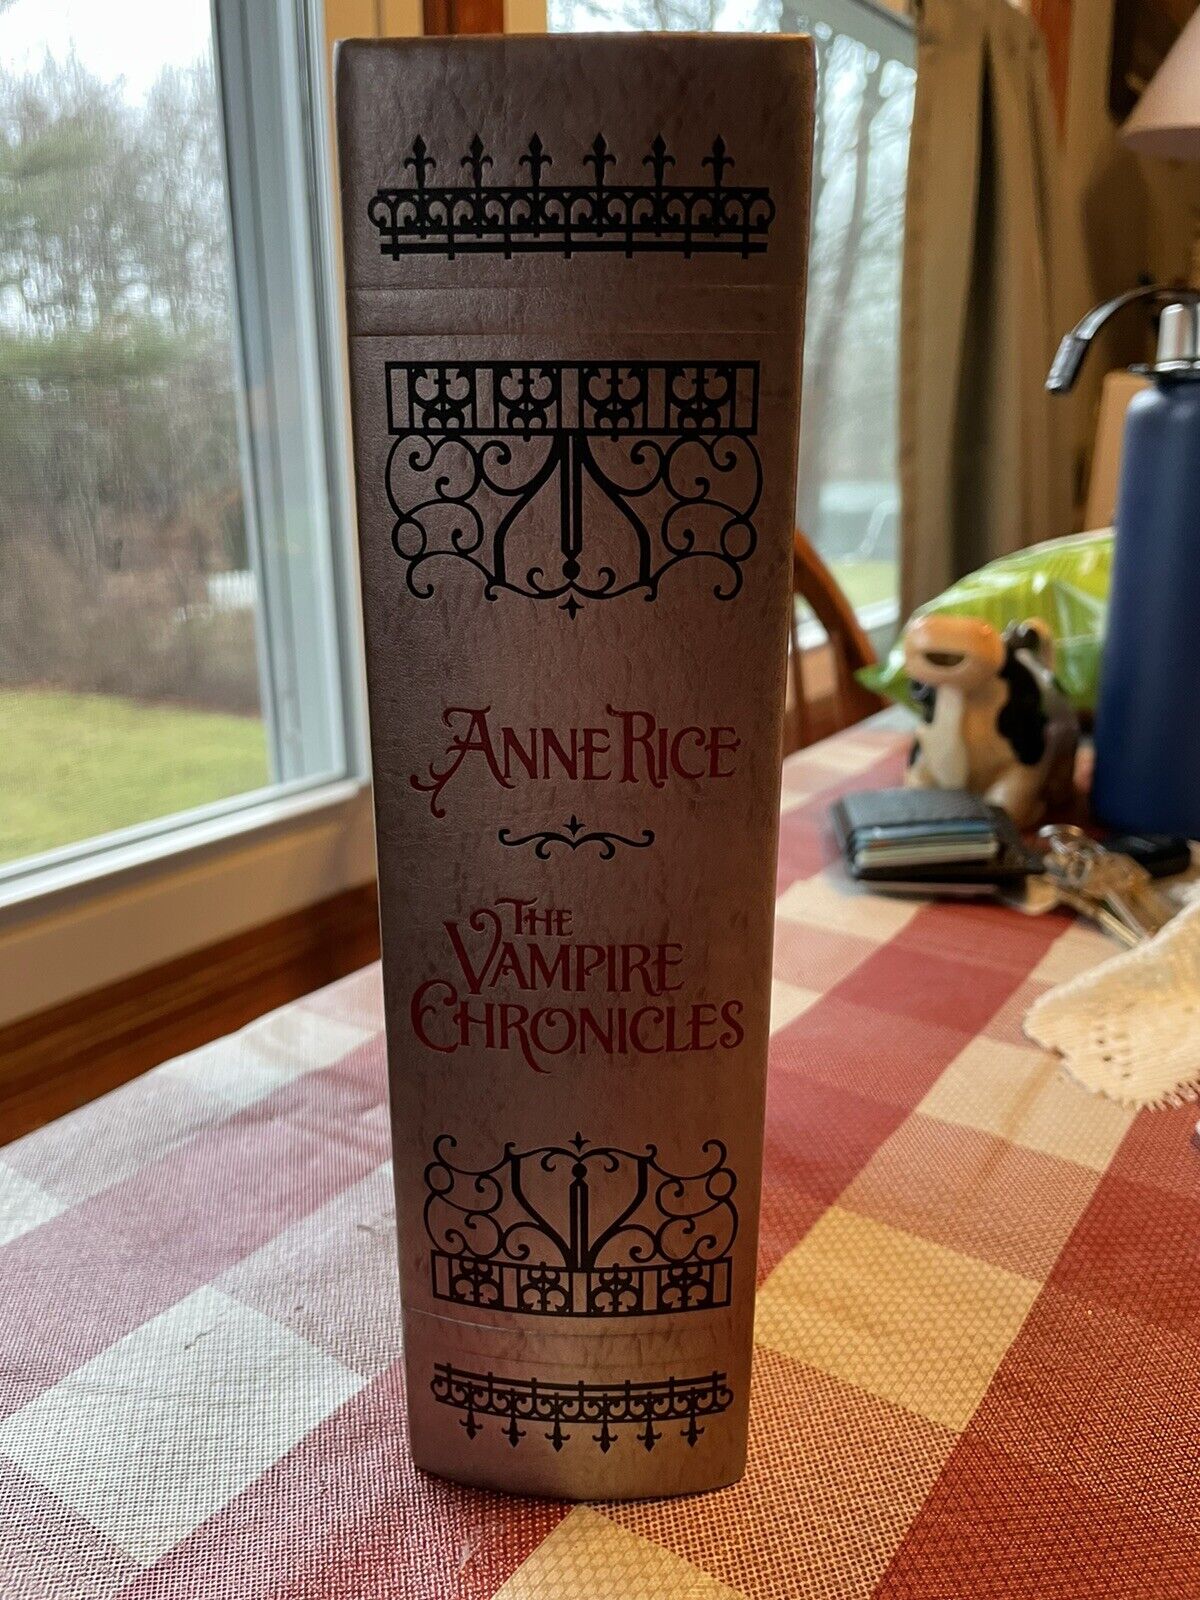 Anne Rice
The
Vampire
Chronicles